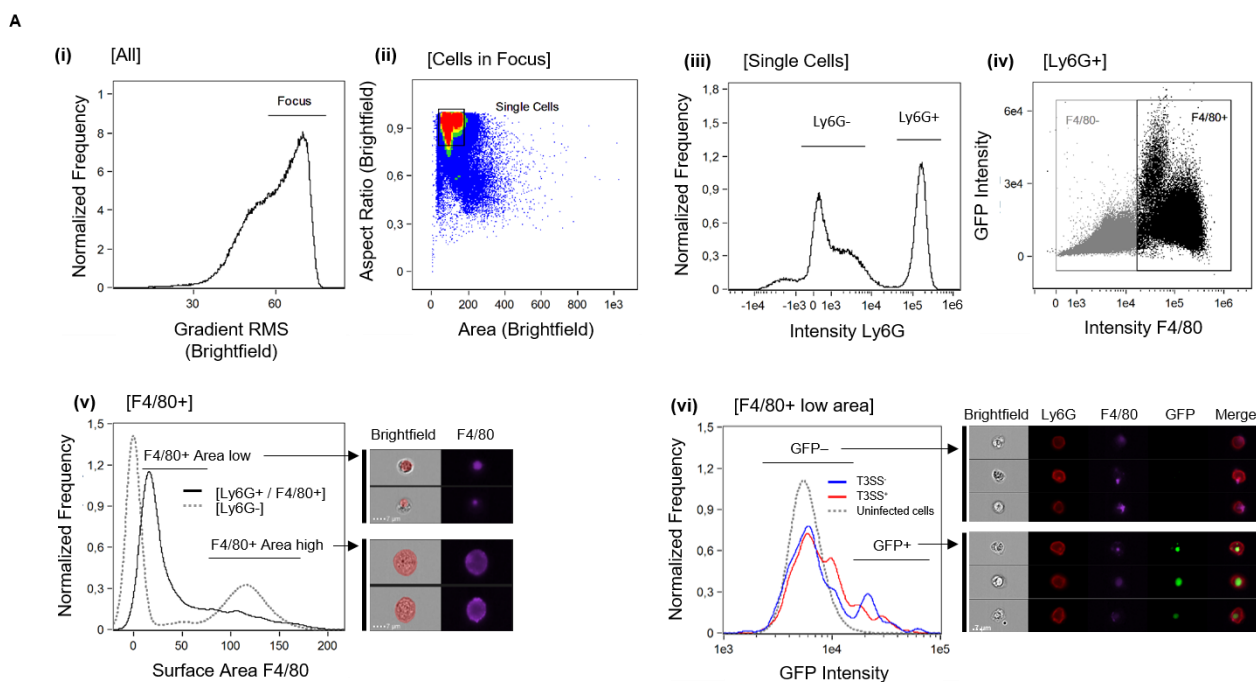 A
(i) [All]
Normalized Frequency
1
8
6
4
2
0
Focus
30 60
Gradient RMS
(Brightfield)
(ii) [Cells in Focus]
Aspect Ratio (Brightfield)
0,9
0,6
0,3
0
Single Cells
0 200 400 600 800 1e3
Area (Brightfield)
(iii) [Single Cells]
Normalized Frequency
1,8
1,5
1,2
0,9
0,6
0,3
0
Ly6G- Ly6G+
-1e4 -1e3 0 1e3 1e4 1e5 1e6
Intensity Ly6G
(iv) [Ly6G+]
GFP Intensity
6e4
3e4
0
F4/80- F4/80+
0 1e3 1e4 1e5 1e6
Intensity F4/80
(v) [F4/80+]
Normalized Frequency
1,5
1,2
0,9
0,6
0,3
0
F4/80+ Area low
[Ly6G+ / F4/80+]
[Ly6G-]
F4/80+ Area high
0 50 100 150 200
Surface Area F4/80
Brightfield F4/80
7 µm
7 µm
(vi) [F4/80+ low area]
Normalized Frequency
1,5
1,2
0,9
0,6
0,3
0
GFP–
T3SS-
T3SS+
Uninfected cells
GFP+
1e3 1e4 1e5
GFP Intensity
Brightfield Ly6G F4/80 GFP Merge
7 µm